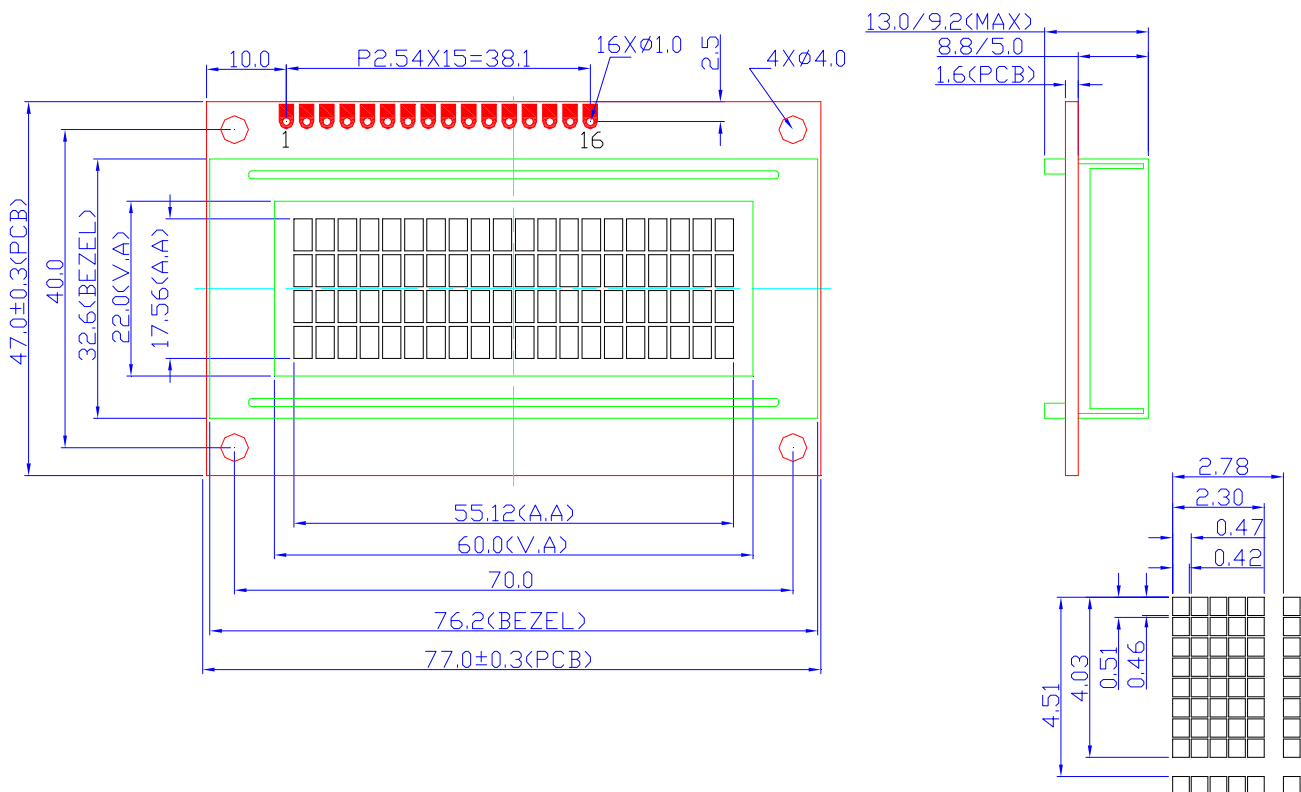 13.0/9.2(MAX)
8.8/5.0
1.6(PCB)
10.0
P2.54X15=38.1
16XØ1.0
2.5
4XØ4.0
1
16
47.0±0.3(PCB)
40.0
32.6(BEZEL)
22.0(V.A)
17.56(A.A)
55.12(A.A)
60.0(V.A)
70.0
76.2(BEZEL)
77.0±0.3(PCB)
2.78
2.30
0.47
0.42
4.51
4.03
0.51
0.46